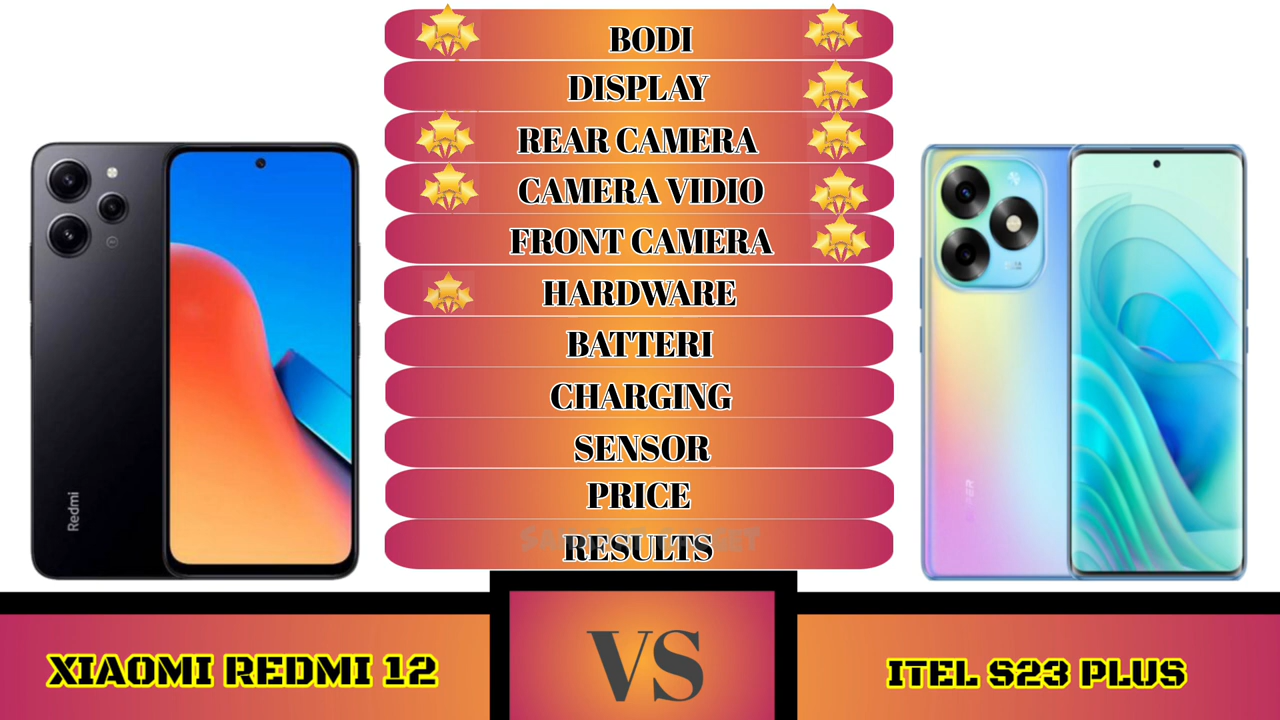 BODI
DISPLAY
REAR CAMERA
CAMERA VIDIO
FRONT CAMERA
HARDWARE
BATTERI
CHARGING
SENSOR
PRICE
RESULTS
Redmi
XIAOMI REDMI 12
VS
ITEL S23 PLUS